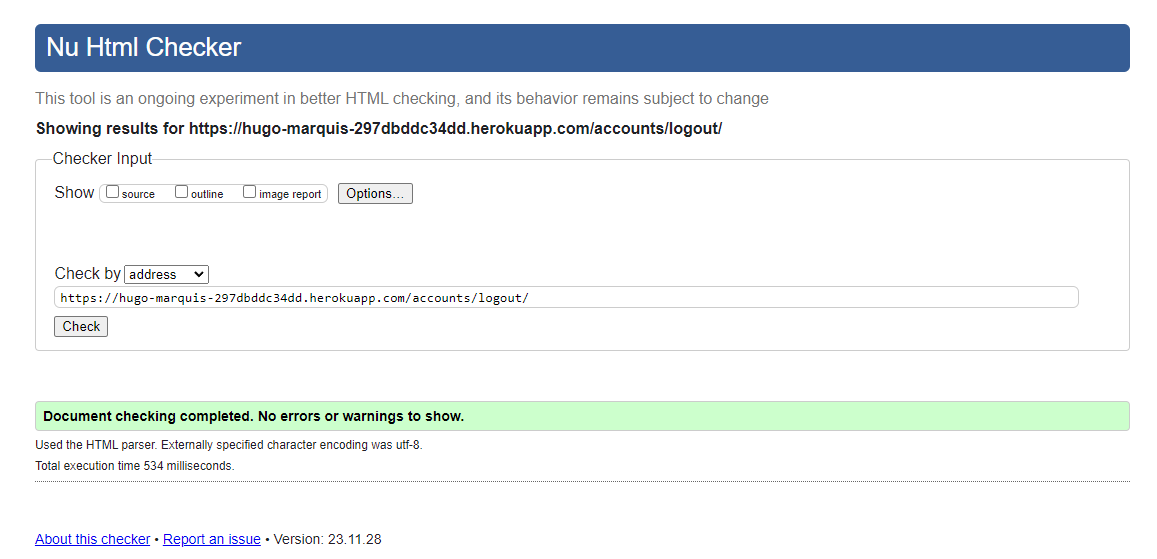 Nu Html Checker
This tool is an ongoing experiment in better HTML checking, and its behavior remains subject to change
Showing results for https://hugo-marquis-297dbddc34dd.herokuapp.com/accounts/logout/
Checker Input
Show source outline image report Options...
Check by address
https://hugo-marquis-297dbddc34dd.herokuapp.com/accounts/logout/
Check
Document checking completed. No errors or warnings to show.
Used the HTML parser. Externally specified character encoding was utf-8.
Total execution time 534 milliseconds.
About this checker • Report an issue • Version: 23.11.28